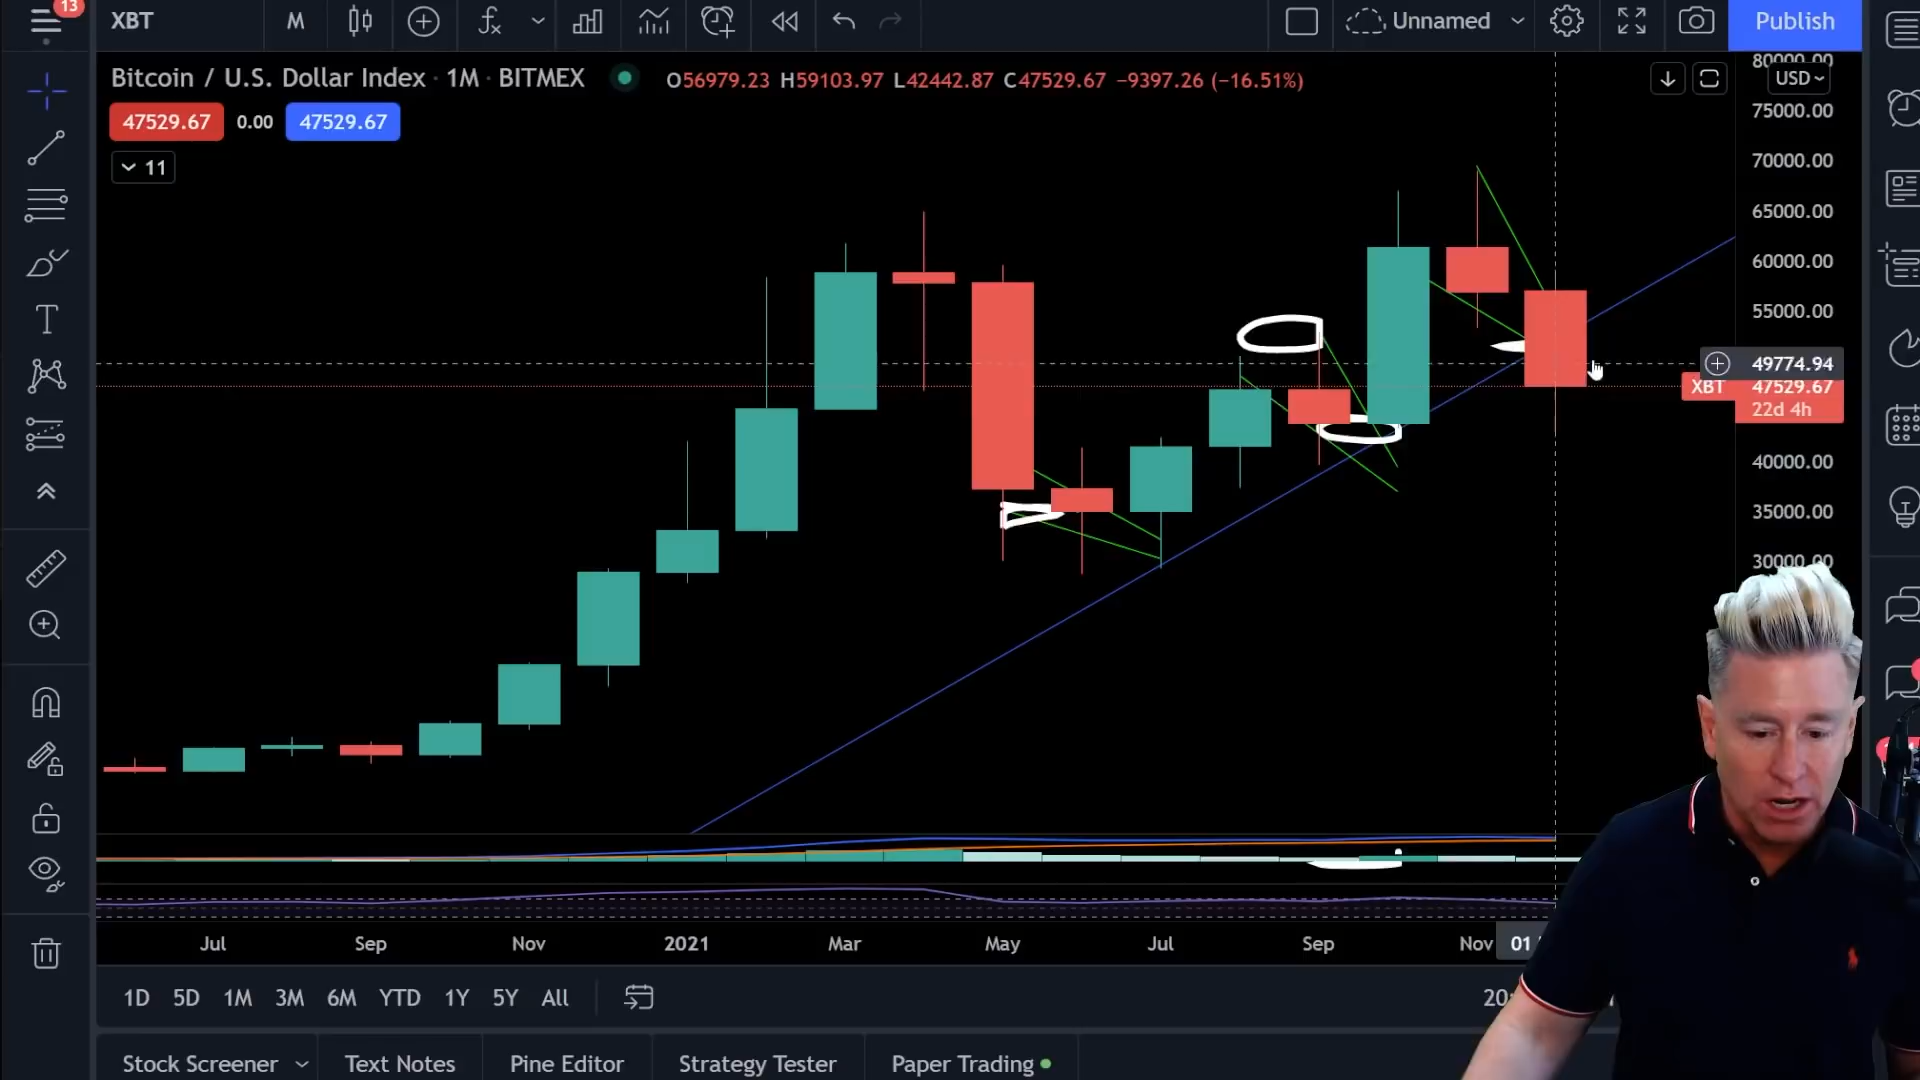 13
XBT
M
Unnamed
Publish
Bitcoin / U.S. Dollar Index · 1M · BITMEX
O56979.23 H59103.97 L42442.87 C47529.67 −9397.26 (−16.51%)
USD
47529.67
0.00
47529.67
11
80000.00
75000.00
70000.00
65000.00
60000.00
55000.00
49774.94
XBT 47529.67
22d 4h
40000.00
35000.00
30000.00
Jul
Sep
Nov
2021
Mar
May
Jul
Sep
Nov
01
1D
5D
1M
3M
6M
YTD
1Y
5Y
All
20:
Stock Screener
Text Notes
Pine Editor
Strategy Tester
Paper Trading